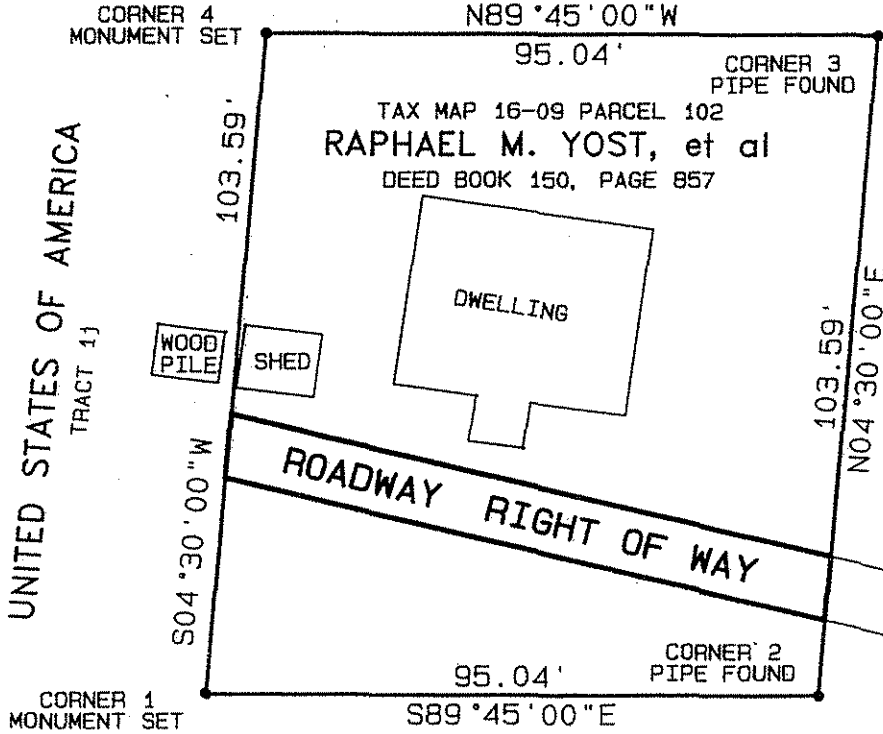 CORNER 4
MONUMENT SET
N89°45'00"W
95.04'
CORNER 3
PIPE FOUND
TAX MAP 16-09 PARCEL 102
RAPHAEL M. YOST, et al
DEED BOOK 150, PAGE 857
103.59'
UNITED STATES OF AMERICA
TRACT 1j
DWELLING
WOOD
PILE
SHED
103.59'
N04°30'00"E
S04°30'00"W
ROADWAY RIGHT OF WAY
CORNER 2
PIPE FOUND
95.04'
S89°45'00"E
CORNER 1
MONUMENT SET